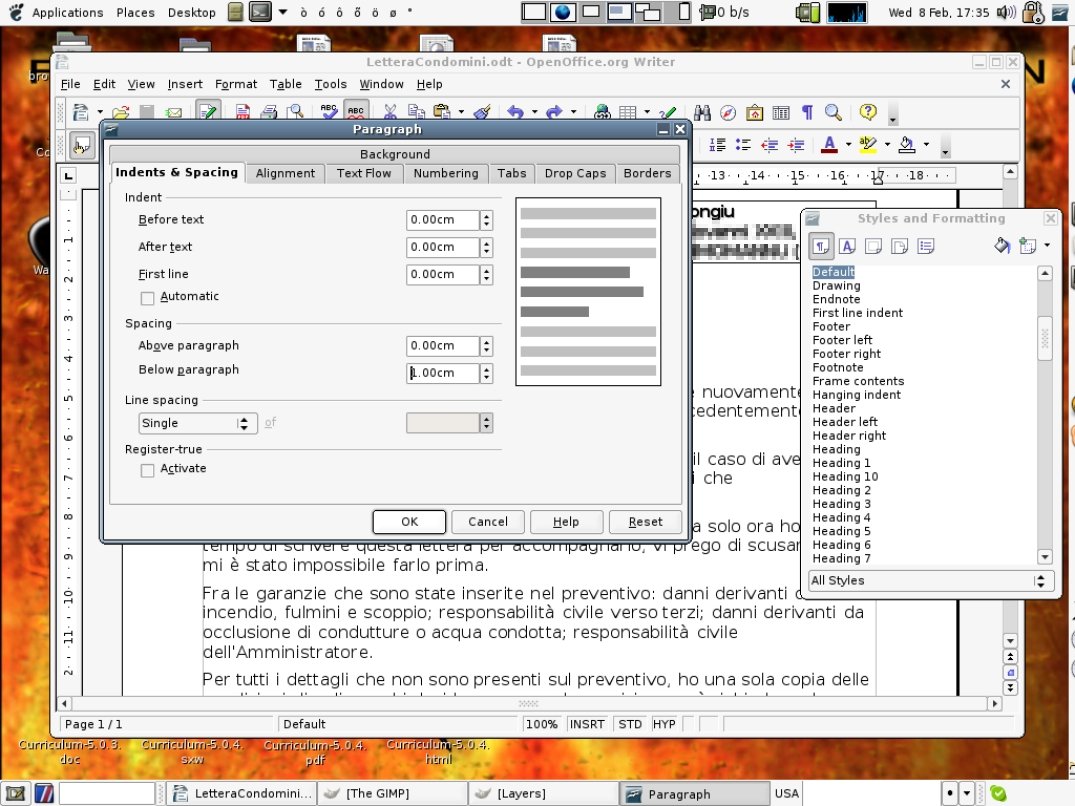 Applications Places Desktop ò ó ô ő ö ø °
0 b/s
Wed 8 Feb, 17:35
LetteraCondomini.odt - OpenOffice.org Writer
File Edit View Insert Format Table Tools Window Help
Paragraph
Background
Indents & Spacing Alignment Text Flow Numbering Tabs Drop Caps Borders
·13· ·14· ·15· ·16· ·17· ·18·
Indent
Before text 0.00cm
After text 0.00cm
First line 0.00cm
Automatic
Spacing
Above paragraph 0.00cm
Below paragraph 1.00cm
Line spacing
Single of
Register-true
Activate
OK Cancel Help Reset
ongiu
Styles and Formatting
Default
Drawing
Endnote
First line indent
Footer
Footer left
Footer right
Footnote
Frame contents
Hanging indent
Header
Header left
Header right
Heading
Heading 1
Heading 10
Heading 2
Heading 3
Heading 4
Heading 5
Heading 6
Heading 7
All Styles
nuovamente
cedentemente
il caso di ave
i che
a solo ora ho
tempo di scrivere questa lettera per accompagnarlo, vi prego di scusar
mi è stato impossibile farlo prima.
Fra le garanzie che sono state inserite nel preventivo: danni derivanti d
incendio, fulmini e scoppio; responsabilità civile verso terzi; danni derivanti da
occlusione di condutture o acqua condotta; responsabilità civile
dell'Amministratore.
Per tutti i dettagli che non sono presenti sul preventivo, ho una sola copia delle
Page 1 / 1 Default 100% INSRT STD HYP
Curriculum-5.0.3.doc
Curriculum-5.0.4.sxw
Curriculum-5.0.4.pdf
Curriculum-5.0.4.html
LetteraCondomini... [The GIMP] [Layers] Paragraph USA